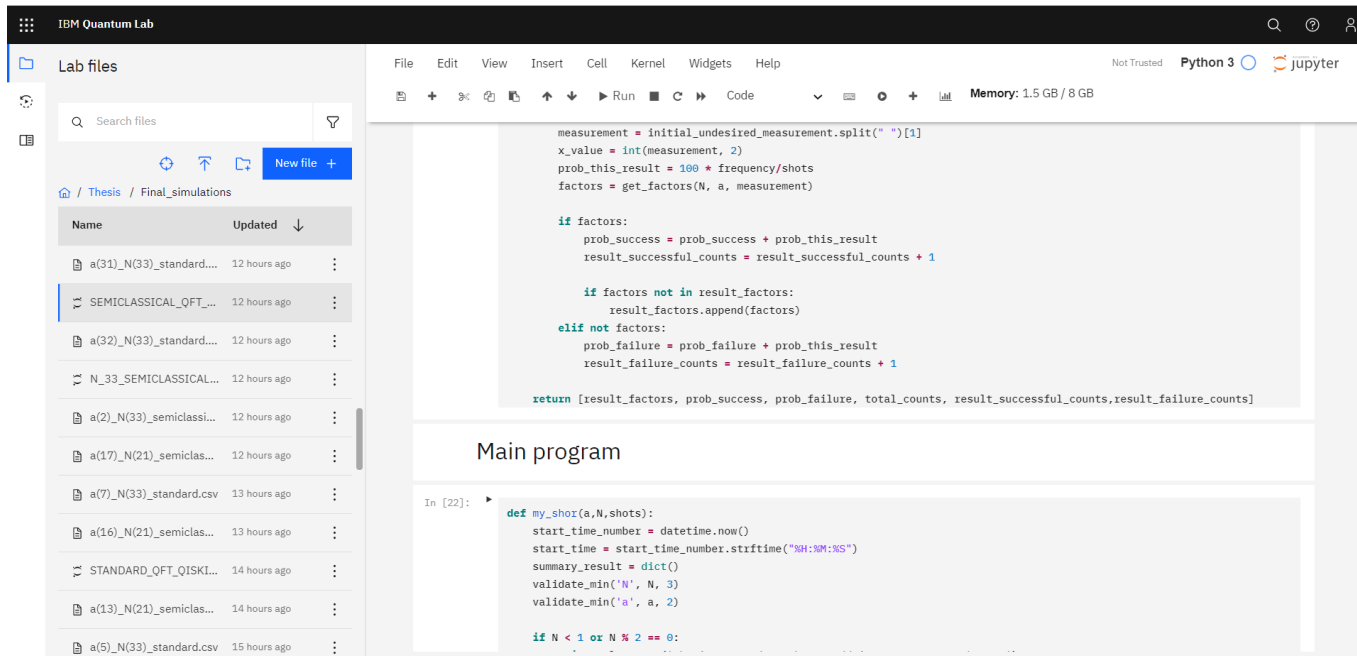 IBM Quantum Lab
Lab files
Search files
New file +
/ Thesis / Final_simulations
Name Updated
a(31)_N(33)_standard.... 12 hours ago
SEMICLASSICAL_QFT_... 12 hours ago
a(32)_N(33)_standard.... 12 hours ago
N_33_SEMICLASSICAL... 12 hours ago
a(2)_N(33)_semiclassi... 12 hours ago
a(17)_N(21)_semiclas... 12 hours ago
a(7)_N(33)_standard.csv 13 hours ago
a(16)_N(21)_semiclas... 13 hours ago
STANDARD_QFT_QISKI... 14 hours ago
a(13)_N(21)_semiclas... 14 hours ago
a(5)_N(33)_standard.csv 15 hours ago
File Edit View Insert Cell Kernel Widgets Help Not Trusted Python 3 jupyter
Run Code Memory: 1.5 GB / 8 GB
measurement = initial_undesired_measurement.split(" ")[1]
x_value = int(measurement, 2)
prob_this_result = 100 * frequency/shots
factors = get_factors(N, a, measurement)
if factors:
prob_success = prob_success + prob_this_result
result_successful_counts = result_successful_counts + 1
if factors not in result_factors:
result_factors.append(factors)
elif not factors:
prob_failure = prob_failure + prob_this_result
result_failure_counts = result_failure_counts + 1
return [result_factors, prob_success, prob_failure, total_counts, result_successful_counts,result_failure_counts]
Main program
In [22]:
def my_shor(a,N,shots):
start_time_number = datetime.now()
start_time = start_time_number.strftime("%H:%M:%S")
summary_result = dict()
validate_min('N', N, 3)
validate_min('a', a, 2)
if N < 1 or N % 2 == 0: